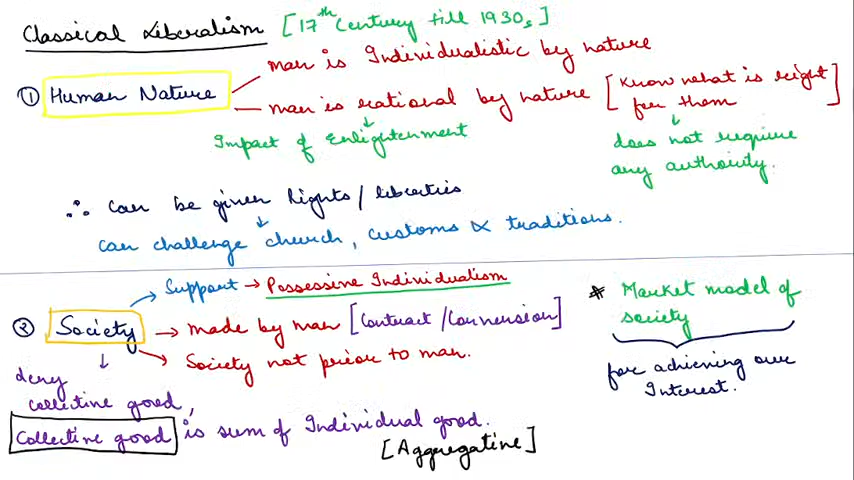 Classical Liberalism [17th Century till 1930s]
① Human Nature
man is Individualistic by nature
man is rational by nature [Know what is right for them]
Impact of Enlightenment
does not require
any authority.
∴ can be given Rights / liberties
can challenge church, customs & traditions.
② Society
Support → Possessive Individualism
→ made by man [Contract / Convension]
Society not prior to man.
deny
collective good,
Collective good is sum of Individual good.
[Aggregative]
* Market model of
society
for achieving our
Interest.